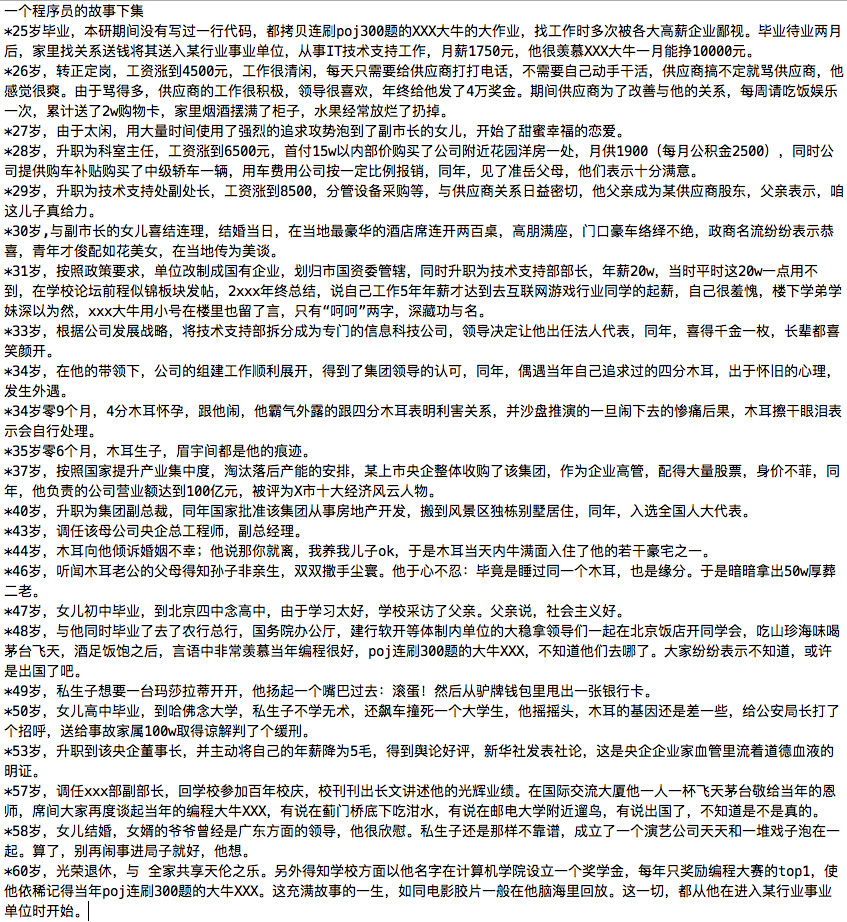 一个程序员的故事下集
*25岁毕业，本研期间没有写过一行代码，都拷贝连刷poj300题的XXX大牛的大作业，找工作时多次被各大高薪企业鄙视。毕业待业两月
后，家里找关系送钱将其送入某行业事业单位，从事IT技术支持工作，月薪1750元，他很羡慕XXX大牛一月能挣10000元。
*26岁，转正定岗，工资涨到4500元，工作很清闲，每天只需要给供应商打打电话，不需要自己动手干活，供应商搞不定就骂供应商，他
感觉很爽。由于骂得多，供应商的工作很积极，领导很喜欢，年终给他发了4万奖金。期间供应商为了改善与他的关系，每周请吃饭娱乐
一次，累计送了2w购物卡，家里烟酒摆满了柜子，水果经常放烂了扔掉。
*27岁，由于太闲，用大量时间使用了强烈的追求攻势泡到了副市长的女儿，开始了甜蜜幸福的恋爱。
*28岁，升职为科室主任，工资涨到6500元，首付15w以内部价购买了公司附近花园洋房一处，月供1900（每月公积金2500），同时公
司提供购车补贴购买了中级轿车一辆，用车费用公司按一定比例报销，同年，见了准岳父母，他们表示十分满意。
*29岁，升职为技术支持处副处长，工资涨到8500，分管设备采购等，与供应商关系日益密切，他父亲成为某供应商股东，父亲表示，咱
这儿子真给力。
*30岁,与副市长的女儿喜结连理，结婚当日，在当地最豪华的酒店席连开两百桌，高朋满座，门口豪车络绎不绝，政商名流纷纷表示恭
喜，青年才俊配如花美女，在当地传为美谈。
*31岁，按照政策要求，单位改制成国有企业，划归市国资委管辖，同时升职为技术支持部部长，年薪20w，当时平时这20w一点用不
到，在学校论坛前程似锦板块发帖，2xxx年终总结，说自己工作5年年薪才达到去互联网游戏行业同学的起薪，自己很羞愧，楼下学弟学
妹深以为然，xxx大牛用小号在楼里也留了言，只有“呵呵”两字，深藏功与名。
*33岁，根据公司发展战略，将技术支持部拆分成为专门的信息科技公司，领导决定让他出任法人代表，同年，喜得千金一枚，长辈都喜
笑颜开。
*34岁，在他的带领下，公司的组建工作顺利展开，得到了集团领导的认可，同年，偶遇当年自己追求过的四分木耳，出于怀旧的心理，
发生外遇。
*34岁零9个月，4分木耳怀孕，跟他闹，他霸气外露的跟四分木耳表明利害关系，并沙盘推演的一旦闹下去的惨痛后果，木耳擦干眼泪表
示会自行处理。
*35岁零6个月，木耳生子，眉宇间都是他的痕迹。
*37岁，按照国家提升产业集中度，淘汰落后产能的安排，某上市央企整体收购了该集团，作为企业高管，配得大量股票，身价不菲，同
年，他负责的公司营业额达到100亿元，被评为X市十大经济风云人物。
*40岁，升职为集团副总裁，同年国家批准该集团从事房地产开发，搬到风景区独栋别墅居住，同年，入选全国人大代表。
*43岁，调任该母公司央企总工程师，副总经理。
*44岁，木耳向他倾诉婚姻不幸；他说那你就离，我养我儿子ok，于是木耳当天内牛满面入住了他的若干豪宅之一。
*46岁，听闻木耳老公的父母得知孙子非亲生，双双撒手尘寰。他于心不忍：毕竟是睡过同一个木耳，也是缘分。于是暗暗拿出50w厚葬
二老。
*47岁，女儿初中毕业，到北京四中念高中，由于学习太好，学校采访了父亲。父亲说，社会主义好。
*48岁，与他同时毕业了去了农行总行，国务院办公厅，建行软开等体制内单位的大稳拿领导们一起在北京饭店开同学会，吃山珍海味喝
茅台飞天，酒足饭饱之后，言语中非常羡慕当年编程很好，poj连刷300题的大牛XXX，不知道他们去哪了。大家纷纷表示不知道，或许
是出国了吧。
*49岁，私生子想要一台玛莎拉蒂开开，他扬起一个嘴巴过去：滚蛋！然后从驴牌钱包里甩出一张银行卡。
*50岁，女儿高中毕业，到哈佛念大学，私生子不学无术，还飙车撞死一个大学生，他摇摇头，木耳的基因还是差一些，给公安局长打了
个招呼，送给事故家属100w取得谅解判了个缓刑。
*53岁，升职到该央企董事长，并主动将自己的年薪降为5毛，得到舆论好评，新华社发表社论，这是央企企业家血管里流着道德血液的
明证。
*57岁，调任xxx部副部长，回学校参加百年校庆，校刊刊出长文讲述他的光辉业绩。在国际交流大厦他一人一杯飞天茅台敬给当年的恩
师，席间大家再度谈起当年的编程大牛XXX，有说在蓟门桥底下吃泔水，有说在邮电大学附近遛鸟，有说出国了，不知道是不是真的。
*58岁，女儿结婚，女婿的爷爷曾经是广东方面的领导，他很欣慰。私生子还是那样不靠谱，成立了一个演艺公司天天和一堆戏子泡在一
起。算了，别再闹事进局子就好，他想。
*60岁，光荣退休，与 全家共享天伦之乐。另外得知学校方面以他名字在计算机学院设立一个奖学金，每年只奖励编程大赛的top1，使
他依稀记得当年poj连刷300题的大牛XXX。这充满故事的一生，如同电影胶片一般在他脑海里回放。这一切，都从他在进入某行业事业
单位时开始。